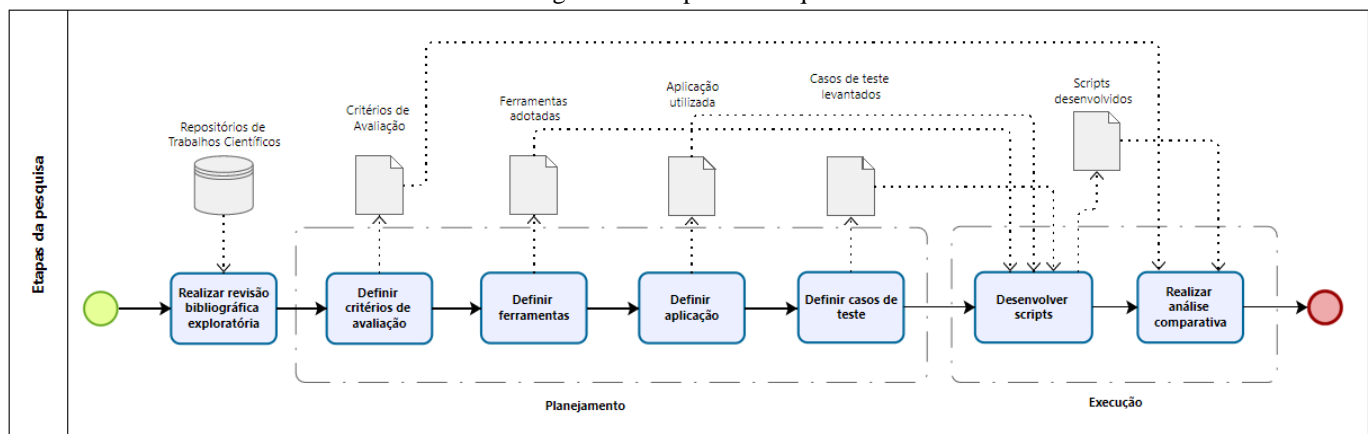 Etapas da pesquisa
Repositórios de
Trabalhos Científicos
Critérios de
Avaliação
Ferramentas
adotadas
Aplicação
utilizada
Casos de teste
levantados
Scripts
desenvolvidos
Realizar revisão
bibliográfica
exploratória
Definir
critérios de
avaliação
Definir
ferramentas
Definir
aplicação
Definir casos de
teste
Desenvolver
scripts
Realizar
análise
comparativa
Planejamento
Execução